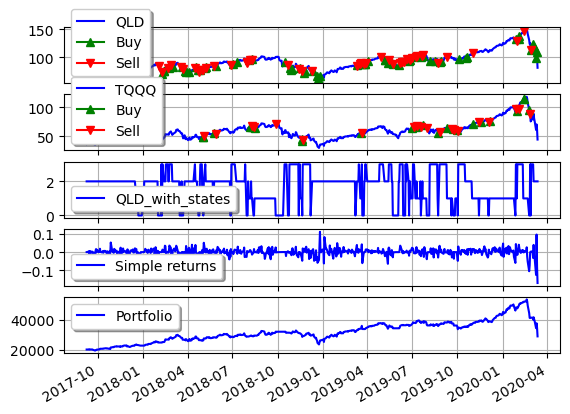 QLD
Buy
Sell
150
100
TQQQ
Buy
Sell
100
50
QLD_with_states
2
0
Simple returns
0.1
0.0
−0.1
Portfolio
40000
20000
2017-10
2018-01
2018-04
2018-07
2018-10
2019-01
2019-04
2019-07
2019-10
2020-01
2020-04